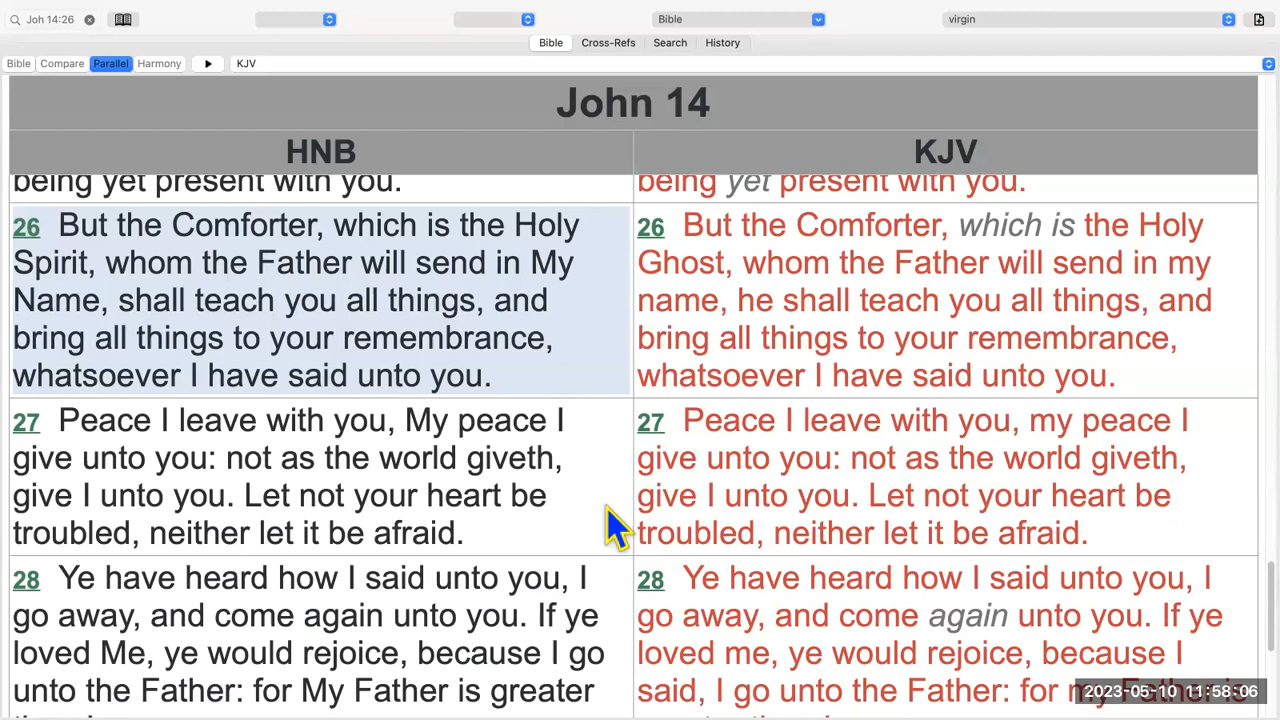 Joh 14:26
Bible
virgin
Bible Cross-Refs Search History
Bible Compare Parallel Harmony KJV
John 14
HNB
being yet present with you.
26 But the Comforter, which is the Holy
Spirit, whom the Father will send in My
Name, shall teach you all things, and
bring all things to your remembrance,
whatsoever I have said unto you.
27 Peace I leave with you, My peace I
give unto you: not as the world giveth,
give I unto you. Let not your heart be
troubled, neither let it be afraid.
28 Ye have heard how I said unto you, I
go away, and come again unto you. If ye
loved Me, ye would rejoice, because I go
unto the Father: for My Father is greater
KJV
being yet present with you.
26 But the Comforter, which is the Holy
Ghost, whom the Father will send in my
name, he shall teach you all things, and
bring all things to your remembrance,
whatsoever I have said unto you.
27 Peace I leave with you, my peace I
give unto you: not as the world giveth,
give I unto you. Let not your heart be
troubled, neither let it be afraid.
28 Ye have heard how I said unto you, I
go away, and come again unto you. If ye
loved me, ye would rejoice, because I
said, I go unto the Father: for my Father is
2023-05-10 11:58:06